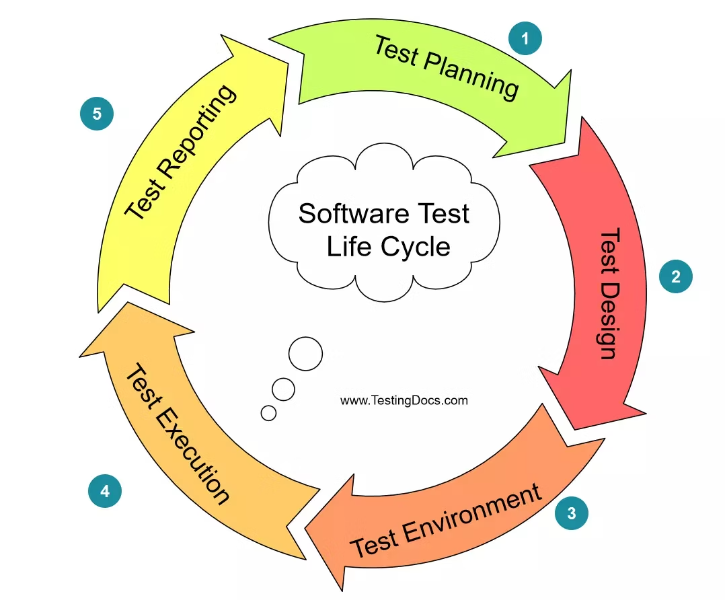 1
Test Planning
2
Test Design
3
Test Environment
4
Test Execution
5
Test Reporting
Software Test
Life Cycle
www.TestingDocs.com